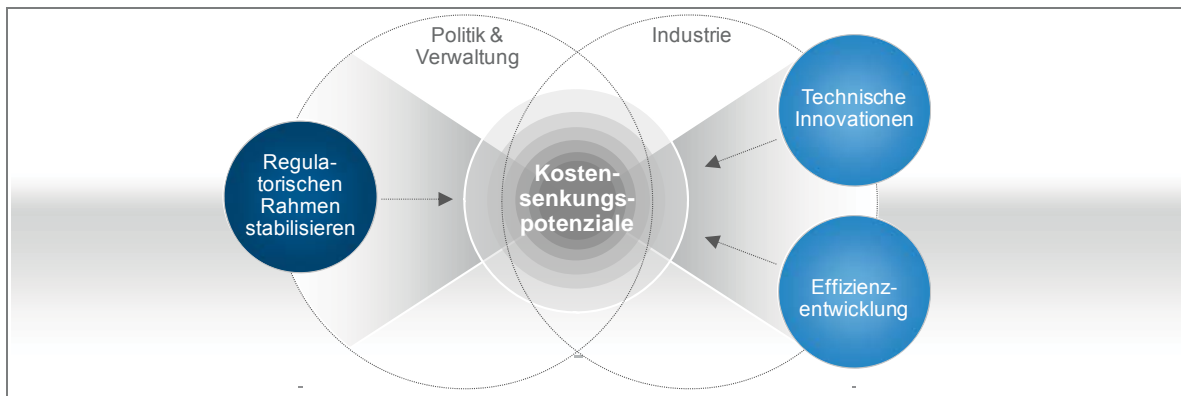 Politik &
Verwaltung
Industrie
Technische
Innovationen
Regula-
torischen
Rahmen
stabilisieren
Kosten-
senkungs-
potenziale
Effizienz-
entwicklung